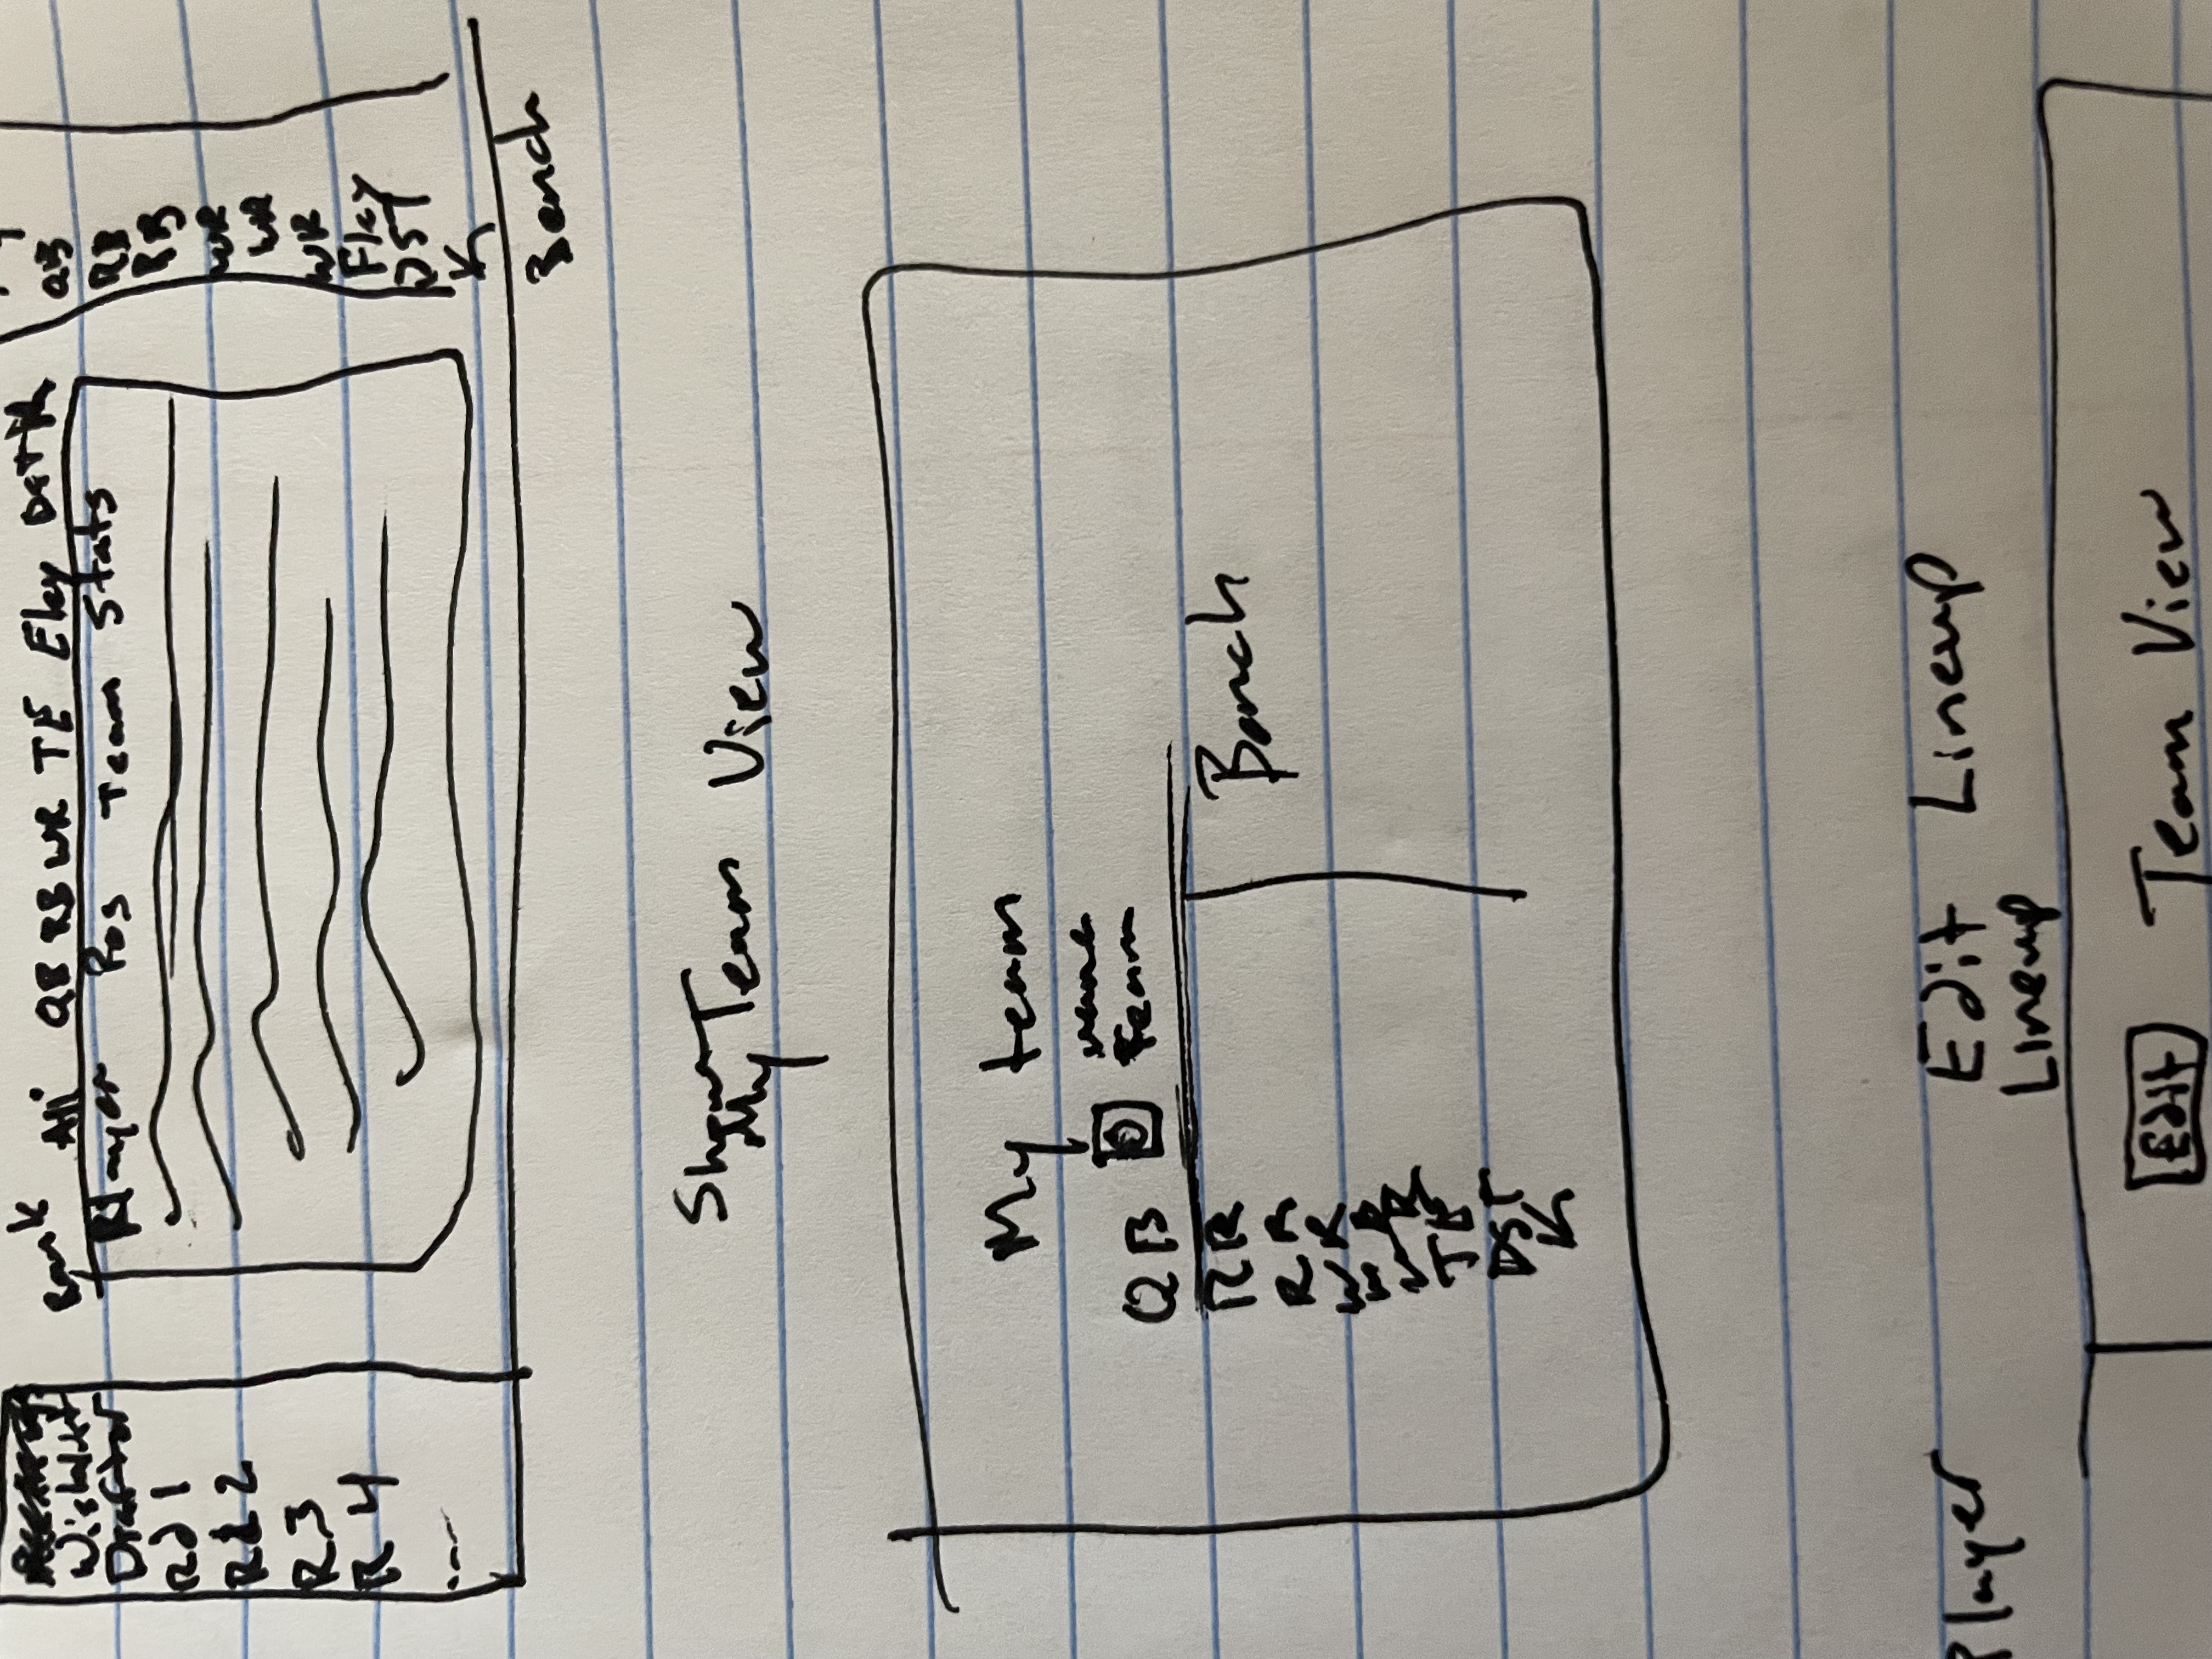 Wishlist
Drafter
Rd 1
Rd 2
R 3
R 4
....
Rank All QB RB WR TE Flex DST K
Player Pos Team Stats
QB
RB
RB
WR
WR
WR
Flex
DST
K
Bench
Show
My Team View
My team
name
QB Team
RB
RB
WR
WR
WR
TE
DST
K
Bench
Player
Edit Lineup
Lineup
Edit Team View